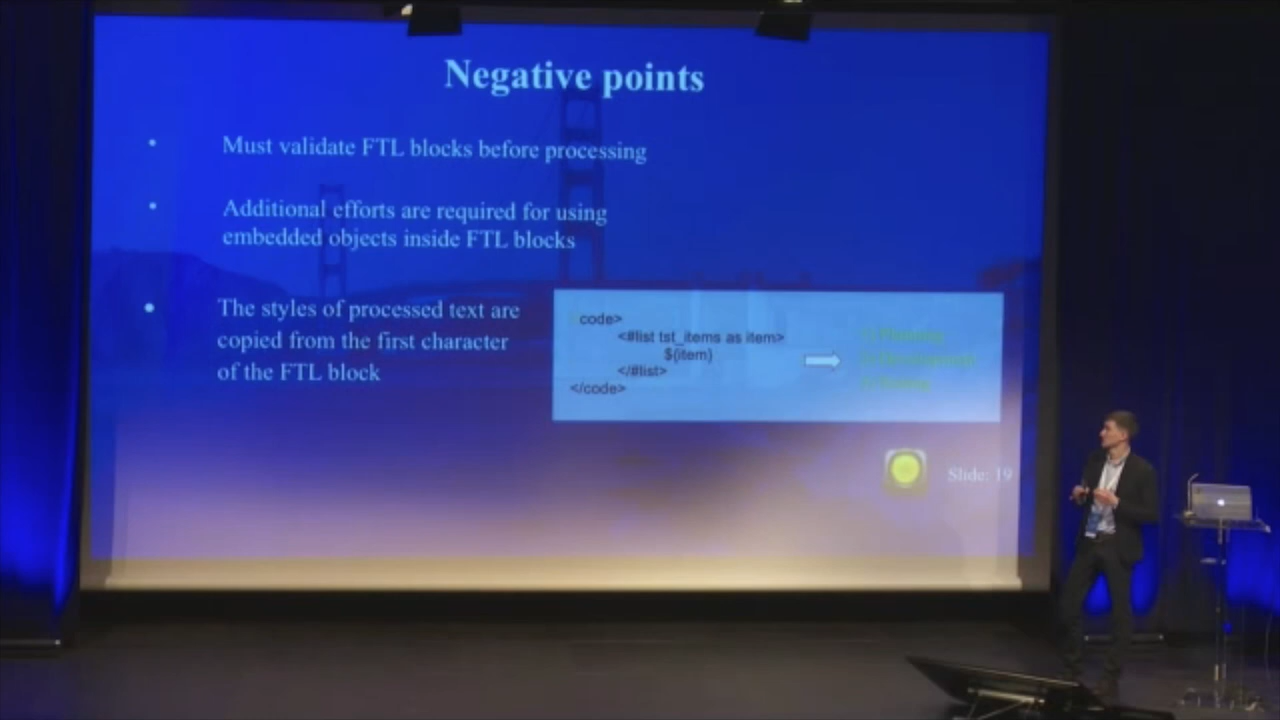 Negative points
• Must validate FTL blocks before processing
• Additional efforts are required for using
embedded objects inside FTL blocks
• The styles of processed text are
copied from the first character
of the FTL block
code>
<#list tst_items as item>
${item}
</#list>
</code>
Slide: 19